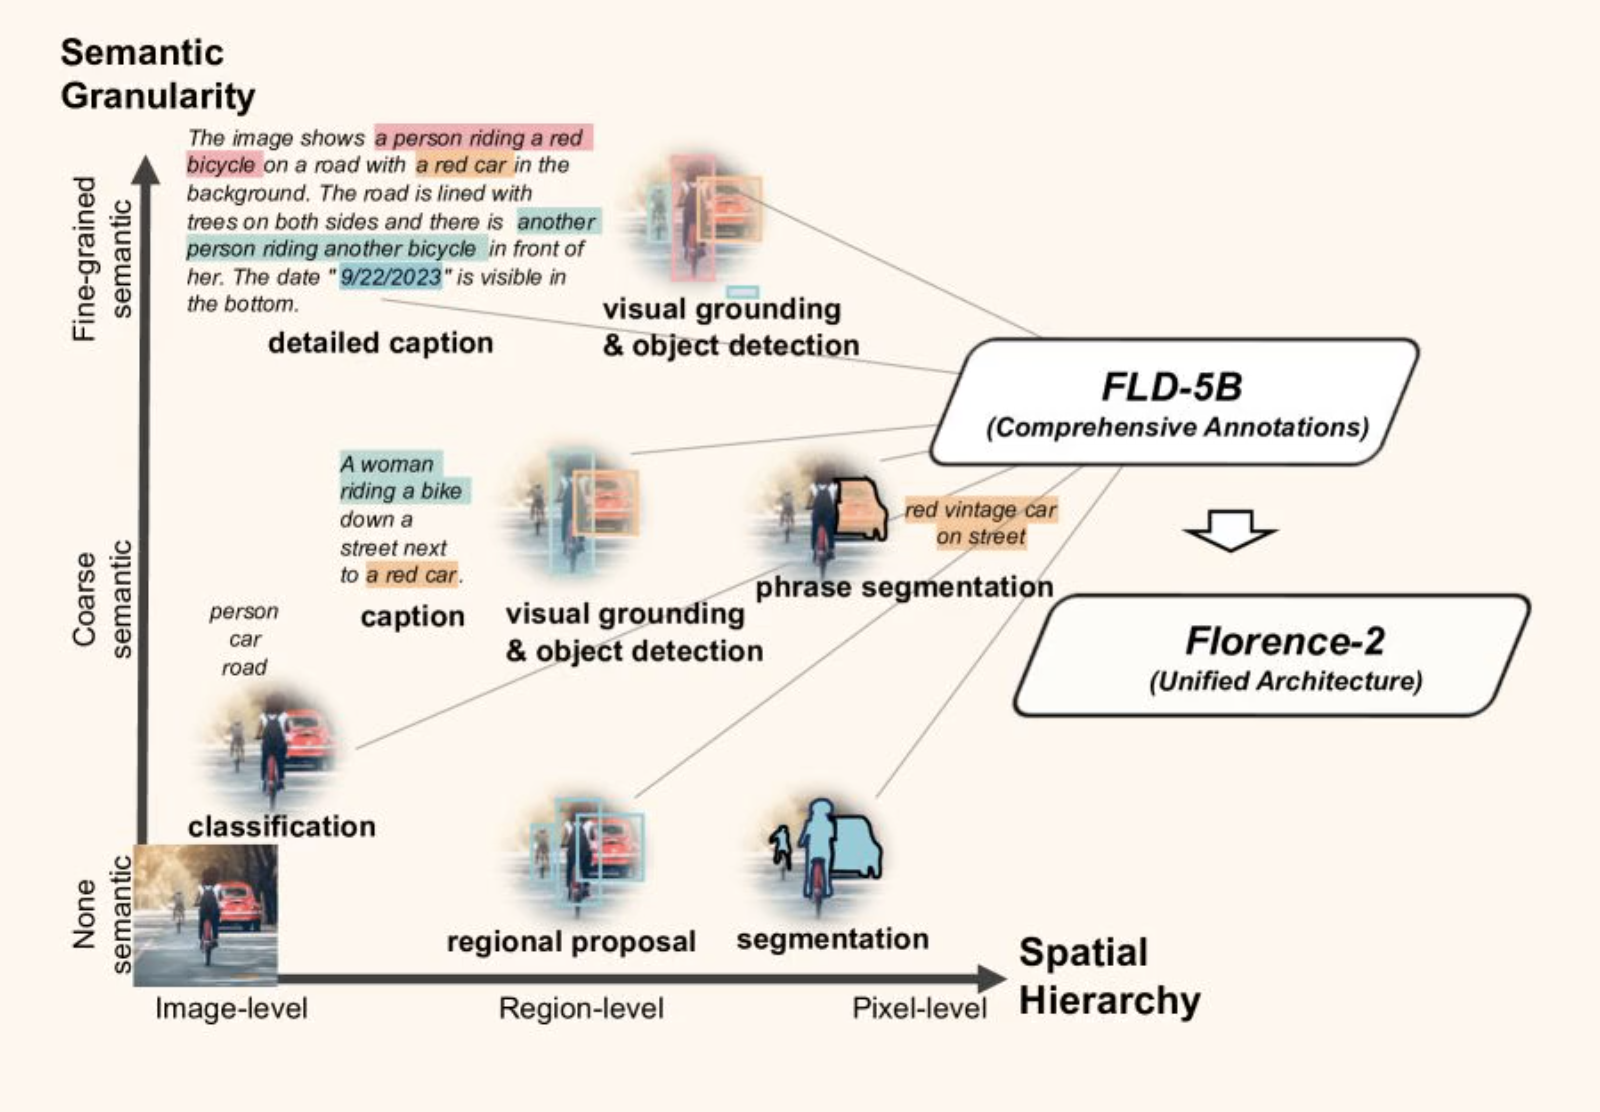 Semantic
Granularity
The image shows a person riding a red
bicycle on a road with a red car in the
background. The road is lined with
trees on both sides and there is another
person riding another bicycle in front of
her. The date "9/22/2023" is visible in
the bottom.
detailed caption
visual grounding
& object detection
Fine-grained
semantic
FLD-5B
(Comprehensive Annotations)
A woman
riding a bike
down a
street next
to a red car.
caption
visual grounding
& object detection
red vintage car
on street
phrase segmentation
Coarse
semantic
Florence-2
(Unified Architecture)
person
car
road
classification
None
semantic
regional proposal
segmentation
Spatial
Hierarchy
Image-level
Region-level
Pixel-level